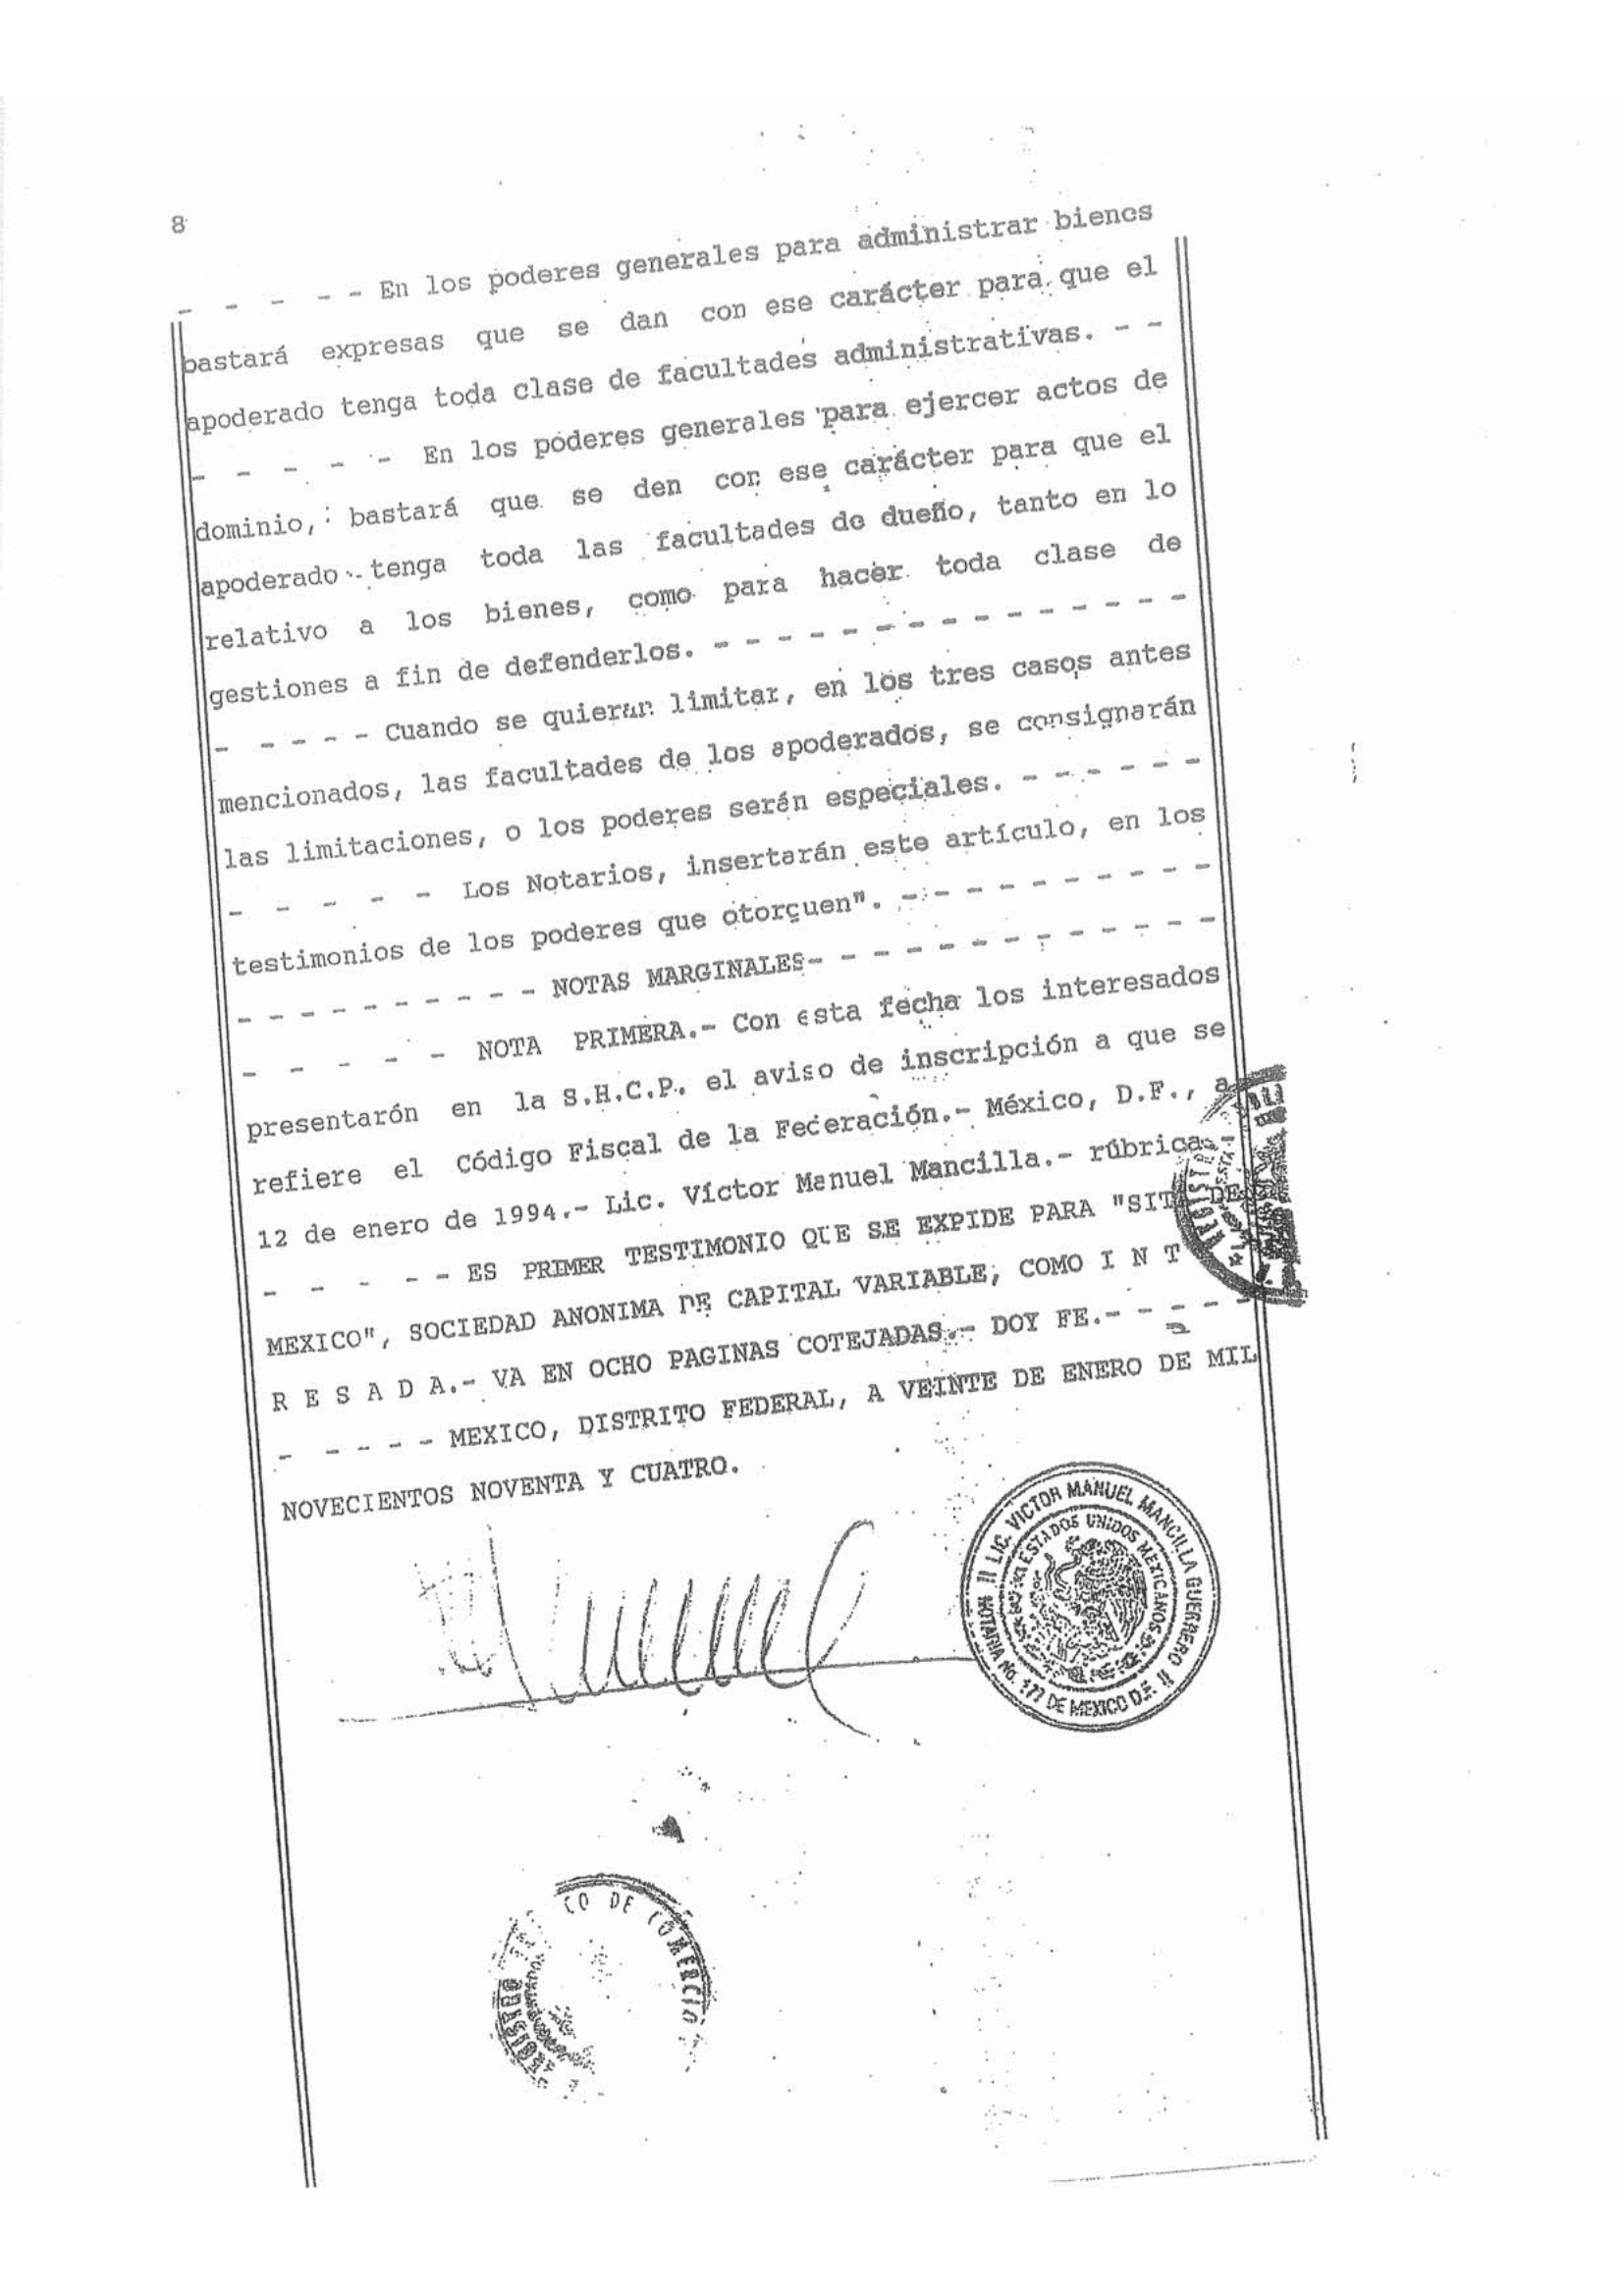 8
- - - - - En los poderes generales para administrar bienes
bastará expresas que se dan con ese carácter para que el
apoderado tenga toda clase de facultades administrativas. - -
- - - - - En los poderes generales para ejercer actos de
dominio, bastará que se den con ese carácter para que el
apoderado tenga toda las facultades de dueño, tanto en lo
relativo a los bienes, como para hacer toda clase de
gestiones a fin de defenderlos. - - - - - - - - - - - - - - -
- - - - - Cuando se quieran limitar, en los tres casos antes
mencionados, las facultades de los apoderados, se consignarán
las limitaciones, o los poderes serán especiales. - - - - - -
- - - - - Los Notarios, insertarán este artículo, en los
testimonios de los poderes que otorguen". - - - - - - - - - -
- - - - - - - - - - NOTAS MARGINALES- - - - - - - - - - - - -
- - - - - NOTA PRIMERA.- Con esta fecha los interesados
presentarón en la S.H.C.P. el aviso de inscripción a que se
refiere el Código Fiscal de la Federación.- México, D.F., a
12 de enero de 1994.- Lic. Víctor Manuel Mancilla.- rúbrica.-
- - - - - ES PRIMER TESTIMONIO QUE SE EXPIDE PARA "SITA DE
MEXICO", SOCIEDAD ANONIMA DE CAPITAL VARIABLE, COMO I N T
R E S A D A.- VA EN OCHO PAGINAS COTEJADAS.- DOY FE.- - - - -
- - - - - MEXICO, DISTRITO FEDERAL, A VEINTE DE ENERO DE MIL
NOVECIENTOS NOVENTA Y CUATRO.
LIC. VICTOR MANUEL MANCILLA GUERRERO
NOTARIA No. 177 DE MEXICO D.F.
ESTADOS UNIDOS MEXICANOS
CO DE COMERCIO